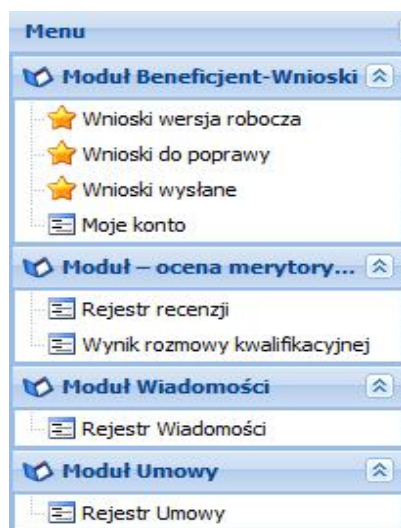 Menu
Moduł Beneficjent-Wnioski
Wnioski wersja robocza
Wnioski do poprawy
Wnioski wysłane
Moje konto
Moduł – ocena merytory...
Rejestr recenzji
Wynik rozmowy kwalifikacyjnej
Moduł Wiadomości
Rejestr Wiadomości
Moduł Umowy
Rejestr Umowy